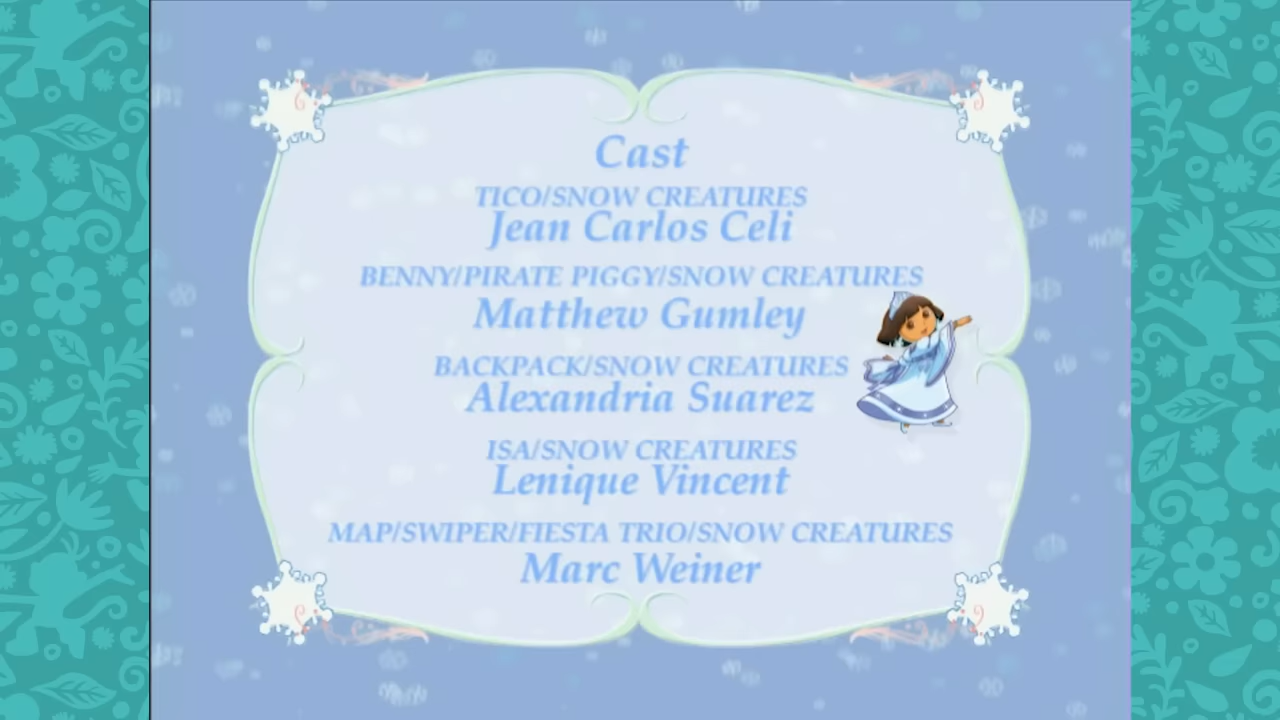 Cast
TICO/SNOW CREATURES
Jean Carlos Celi
BENNY/PIRATE PIGGY/SNOW CREATURES
Matthew Gumley
BACKPACK/SNOW CREATURES
Alexandria Suarez
ISA/SNOW CREATURES
Lenique Vincent
MAP/SWIPER/FIESTA TRIO/SNOW CREATURES
Marc Weiner